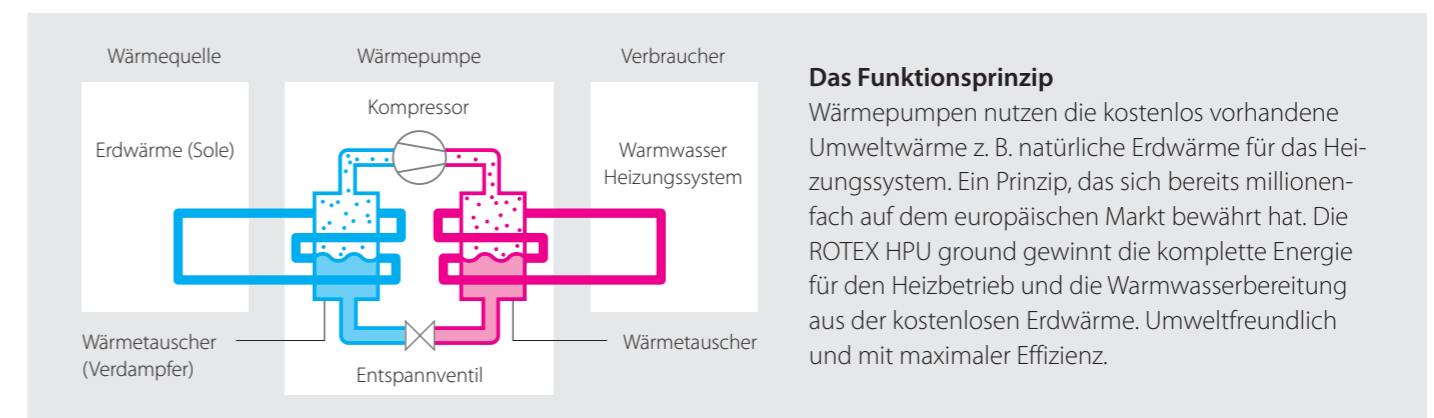 Wärmequelle
Wärmepumpe
Verbraucher
Kompressor
Erdwärme (Sole)
Warmwasser
Heizungssystem
Wärmetauscher
(Verdampfer)
Entspannventil
Wärmetauscher
Das Funktionsprinzip
Wärmepumpen nutzen die kostenlos vorhandene
Umweltwärme z. B. natürliche Erdwärme für das Hei-
zungssystem. Ein Prinzip, das sich bereits millionen-
fach auf dem europäischen Markt bewährt hat. Die
ROTEX HPU ground gewinnt die komplette Energie
für den Heizbetrieb und die Warmwasserbereitung
aus der kostenlosen Erdwärme. Umweltfreundlich
und mit maximaler Effizienz.